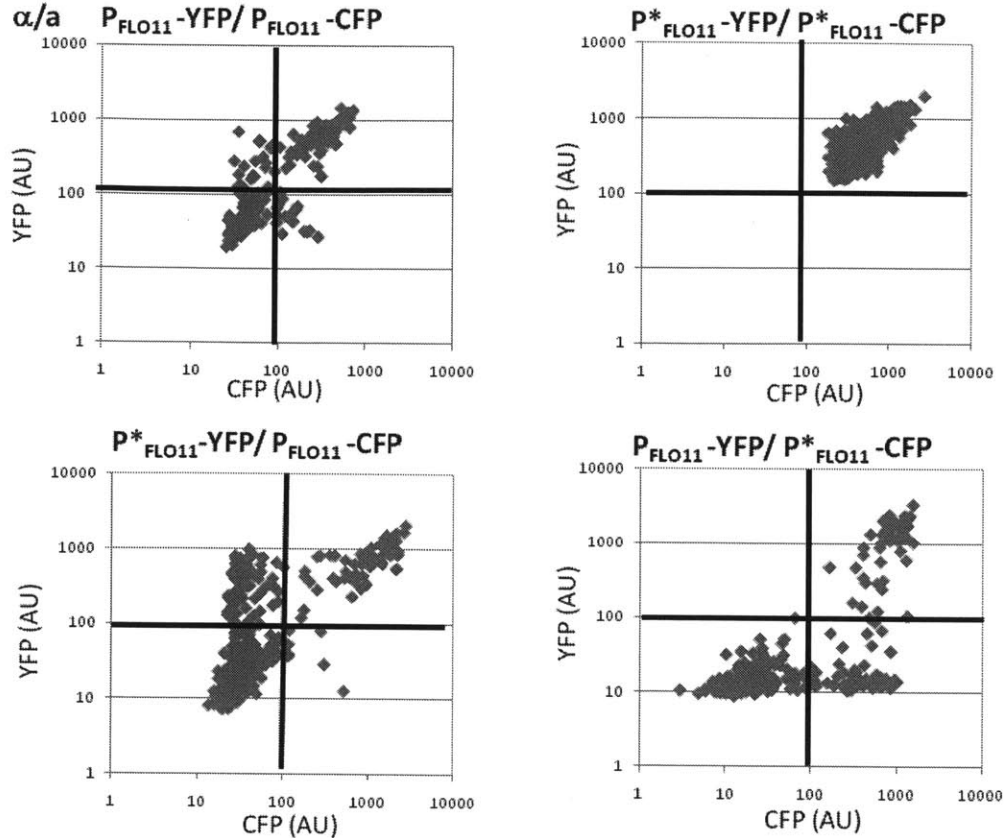 α/a P_FLO11-YFP/ P_FLO11-CFP
10000
1000
100
10
1
YFP (AU)
1 10 100 1000 10000
CFP (AU)
P*_FLO11-YFP/ P*_FLO11-CFP
10000
1000
100
10
1
YFP (AU)
1 10 100 1000 10000
CFP (AU)
P*_FLO11-YFP/ P_FLO11-CFP
10000
1000
100
10
1
YFP (AU)
1 10 100 1000 10000
CFP (AU)
P_FLO11-YFP/ P*_FLO11-CFP
10000
1000
100
10
1
YFP (AU)
1 10 100 1000 10000
CFP (AU)